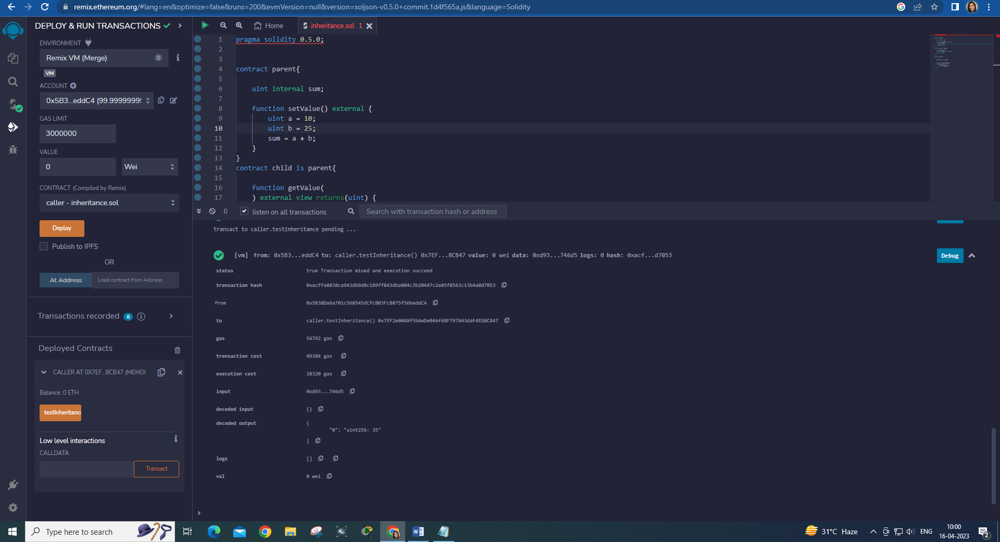 remix.ethereum.org/#lang=en&optimize=false&runs=200&evmVersion=null&version=soljson-v0.5.0+commit.1d4f565a.js&language=Solidity
DEPLOY & RUN TRANSACTIONS
ENVIRONMENT
Remix VM (Merge)
VM
ACCOUNT
0x5B3...eddC4 (99.99999999
GAS LIMIT
3000000
VALUE
0
Wei
CONTRACT (Compiled by Remix)
caller - inheritance.sol
Deploy
Publish to IPFS
OR
At Address
Load contract from Address
Transactions recorded 6
Deployed Contracts
CALLER AT 0X7EF...8CB47 (MEMO
Balance: 0 ETH
testInheritanc
Low level interactions
CALLDATA
Transact
Home
inheritance.sol 1
1 pragma solidity 0.5.0;
2
3
4 contract parent{
5
6 uint internal sum;
7
8 function setValue() external {
9 uint a = 10;
10 uint b = 25;
11 sum = a + b;
12 }
13 }
14 contract child is parent{
15
16 function getValue(
17 ) external view returns(uint) {
0
listen on all transactions
Search with transaction hash or address
transact to caller.testInheritance pending ...
[vm] from: 0x5B3...eddC4 to: caller.testInheritance() 0x7EF...8CB47 value: 0 wei data: 0xd93...746d5 logs: 0 hash: 0xacf...d7053
Debug
status true Transaction mined and execution succeed
transaction hash 0xacffa8838ca943db9d8c189ff843dba804c3b20447c2e85f8563c13b4a0d7053
from 0x5B38Da6a701c568545dCfcB03FcB875f56beddC4
to caller.testInheritance() 0x7EF2e0048f5bAeDe046f6BF797943daF4ED8CB47
gas 56792 gas
transaction cost 49384 gas
execution cost 28320 gas
input 0xd93...746d5
decoded input {}
decoded output {
"0": "uint256: 35"
}
logs []
val 0 wei
>
Type here to search
31°C Haze
ENG
10:00
16-04-2023
2